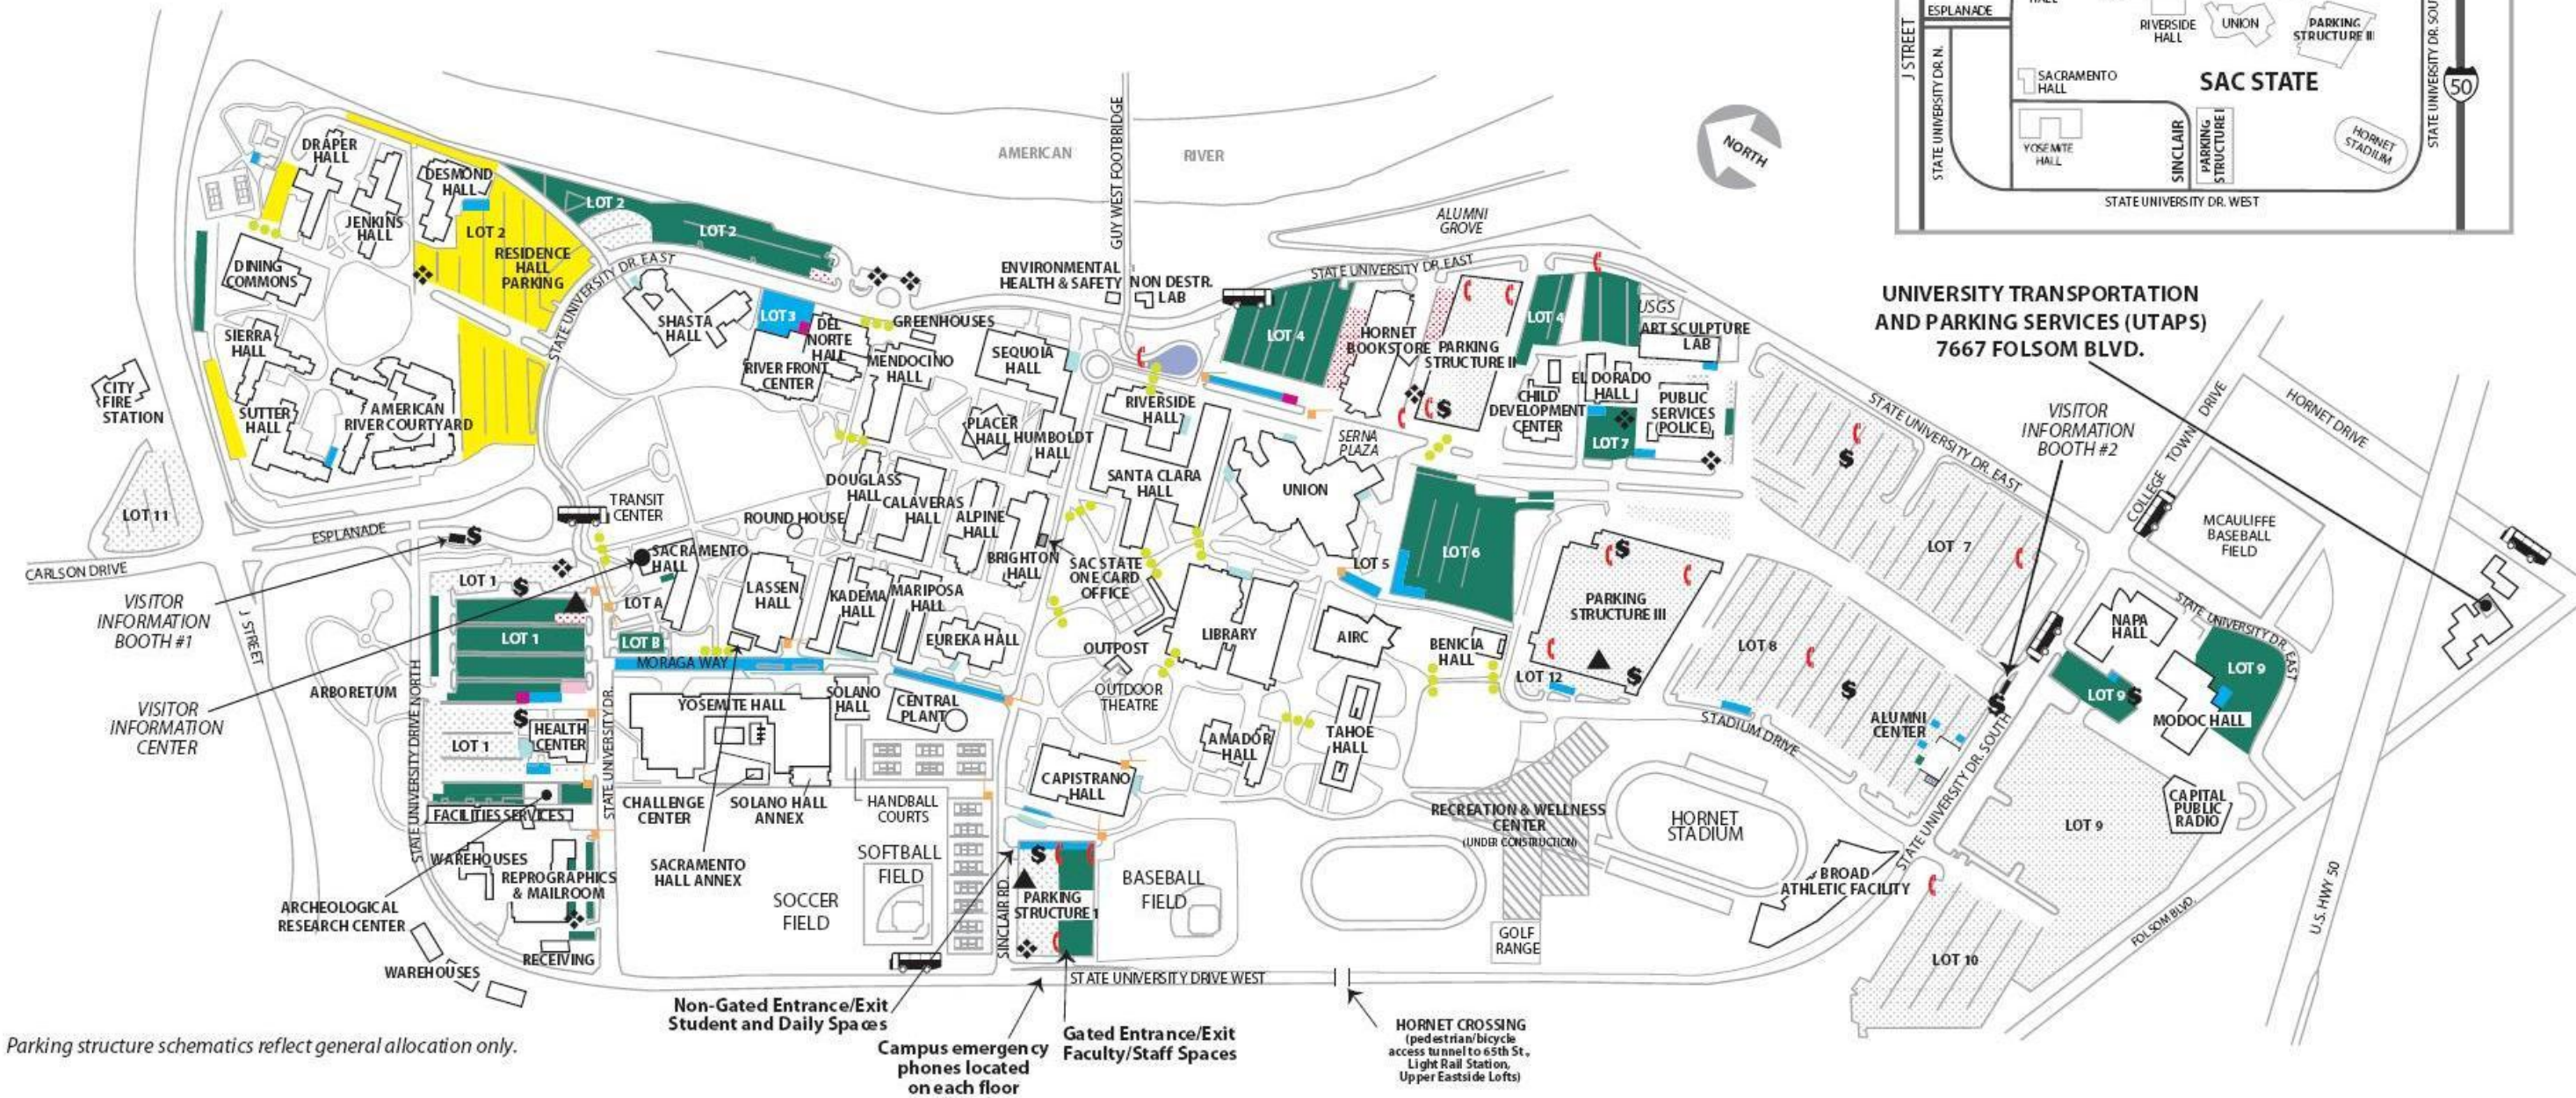 ESPLANADE
HALL
RIVERSIDE
HALL
UNION
PARKING
STRUCTURE III
J STREET
STATE UNIVERSITY DR. N.
SACRAMENTO
HALL
SAC STATE
50
YOSEMITE
HALL
SINCLAIR
PARKING
STRUCTURE I
HORNET
STADIUM
STATE UNIVERSITY DR. SOU
STATE UNIVERSITY DR. WEST
NORTH
AMERICAN
RIVER
GUY WEST FOOTBRIDGE
ALUMNI
GROVE
DRAPER
HALL
DESMOND
HALL
JENKINS
HALL
LOT 2
RESIDENCE
HALL
PARKING
LOT 2
LOT 2
DINING
COMMONS
SIERRA
HALL
SUTTER
HALL
AMERICAN
RIVER COURTYARD
CITY
FIRE
STATION
LOT 11
STATE UNIVERSITY DR. EAST
SHASTA
HALL
LOT 3
DEL
NORTE
HALL
RIVER FRONT
CENTER
GREENHOUSES
MENDOCINO
HALL
SEQUOIA
HALL
ENVIRONMENTAL
HEALTH & SAFETY
NON DESTR.
LAB
STATE UNIVERSITY DR. EAST
LOT 4
HORNET
BOOKSTORE
PARKING
STRUCTURE II
LOT 4
USGS
ART SCULPTURE
LAB
EL DORADO
HALL
CHILD
DEVELOPMENT
CENTER
PUBLIC
SERVICES
(POLICE)
LOT 7
UNIVERSITY TRANSPORTATION
AND PARKING SERVICES (UTAPS)
7667 FOLSOM BLVD.
VISITOR
INFORMATION
BOOTH #2
COLLEGE TOWN DRIVE
HORNET DRIVE
STATE UNIVERSITY DR. EAST
MCAULIFFE
BASEBALL
FIELD
LOT 7
RIVERSIDE
HALL
PLACER
HALL
HUMBOLDT
HALL
SANTA CLARA
HALL
SERNA
PLAZA
UNION
DOUGLASS
HALL
CALAVERAS
HALL
ALPINE
HALL
BRIGHTON
HALL
SAC STATE
ONE CARD
OFFICE
ROUND HOUSE
TRANSIT
CENTER
ESPLANADE
CARLSON DRIVE
J STREET
VISITOR
INFORMATION
BOOTH #1
VISITOR
INFORMATION
CENTER
SACRAMENTO
HALL
LOT 1
LOT 1
LOT A
LOT B
LASSEN
HALL
KADEMA
HALL
MARIPOSA
HALL
EUREKA HALL
MORAGA WAY
LIBRARY
LOT 5
LOT 6
AIRC
BENICIA
HALL
LOT 12
PARKING
STRUCTURE III
LOT 8
NAPA
HALL
STATE UNIVERSITY DR. EAST
LOT 9
LOT 9
MODOC HALL
OUTPOST
OUTDOOR
THEATRE
ARBORETUM
STATE UNIVERSITY DRIVE NORTH
STATE UNIVERSITY DR.
HEALTH
CENTER
LOT 1
YOSEMITE HALL
SOLANO
HALL
CENTRAL
PLANT
AMADOR
HALL
TAHOE
HALL
STADIUM DRIVE
ALUMNI
CENTER
STATE UNIVERSITY DR. SOUTH
CAPISTRANO
HALL
FACILITIES SERVICES
CHALLENGE
CENTER
SOLANO HALL
ANNEX
HANDBALL
COURTS
RECREATION & WELLNESS
CENTER
(UNDER CONSTRUCTION)
HORNET
STADIUM
LOT 9
CAPITAL
PUBLIC
RADIO
WAREHOUSES
REPROGRAPHICS
& MAILROOM
SACRAMENTO
HALL ANNEX
SOFTBALL
FIELD
SOCCER
FIELD
SINCLAIR RD.
PARKING
STRUCTURE 1
BASEBALL
FIELD
BROAD
ATHLETIC FACILITY
GOLF
RANGE
FOLSOM BLVD.
U.S. HWY 50
LOT 10
ARCHEOLOGICAL
RESEARCH CENTER
RECEIVING
WAREHOUSES
STATE UNIVERSITY DRIVE WEST
Non-Gated Entrance/Exit
Student and Daily Spaces
Campus emergency
phones located
on each floor
Gated Entrance/Exit
Faculty/Staff Spaces
HORNET CROSSING
(pedestrian/bicycle
access tunnel to 65th St.,
Light Rail Station,
Upper Eastside Lofts)
Parking structure schematics reflect general allocation only.